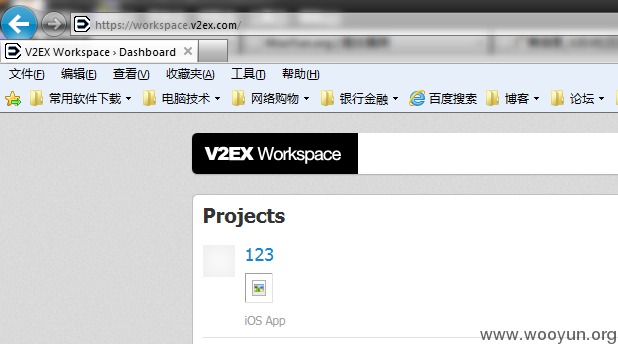 https://workspace.v2ex.com/
V2EX Workspace › Dashboard
文件(F) 编辑(E) 查看(V) 收藏夹(A) 工具(T) 帮助(H)
常用软件下载 电脑技术 网络购物 银行金融 百度搜索 博客 论坛
V2EX Workspace
Projects
123
iOS App
www.wooyun.org